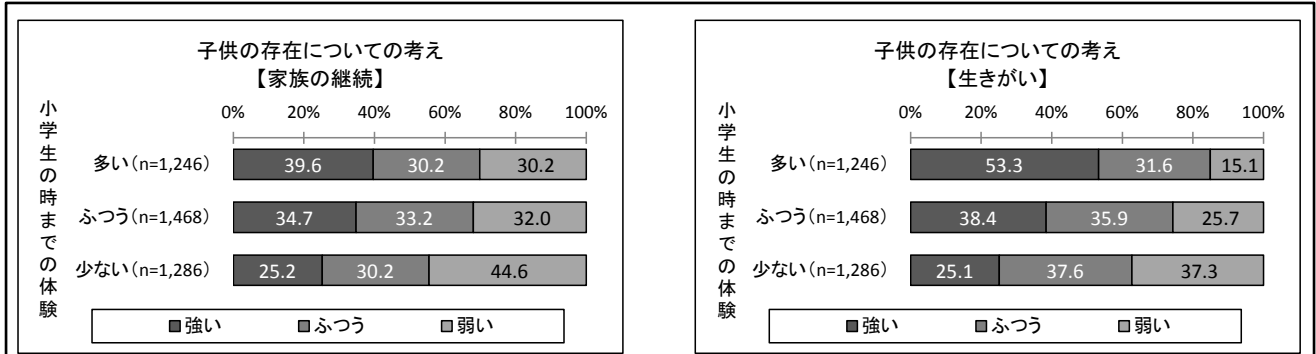 子供の存在についての考え
【家族の継続】
小学生の時までの体験
0% 20% 40% 60% 80% 100%
多い(n=1,246) 39.6 30.2 30.2
ふつう(n=1,468) 34.7 33.2 32.0
少ない(n=1,286) 25.2 30.2 44.6
強い ふつう 弱い
子供の存在についての考え
【生きがい】
小学生の時までの体験
0% 20% 40% 60% 80% 100%
多い(n=1,246) 53.3 31.6 15.1
ふつう(n=1,468) 38.4 35.9 25.7
少ない(n=1,286) 25.1 37.6 37.3
強い ふつう 弱い